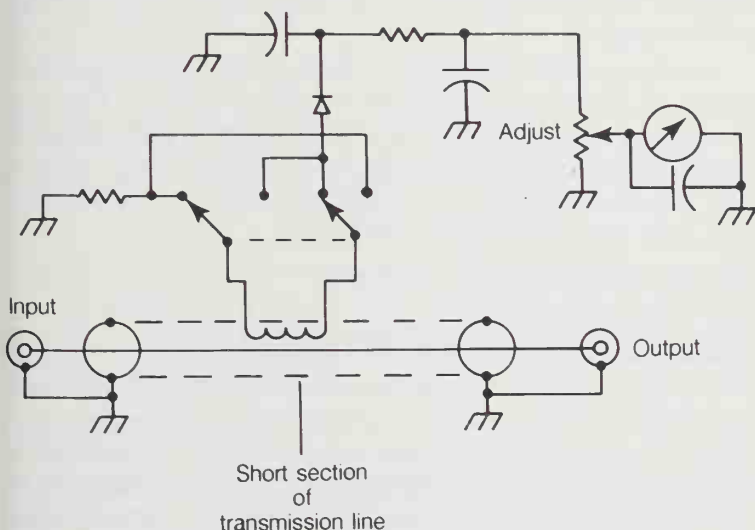 Adjust
Input
Output
Short section
of
transmission line